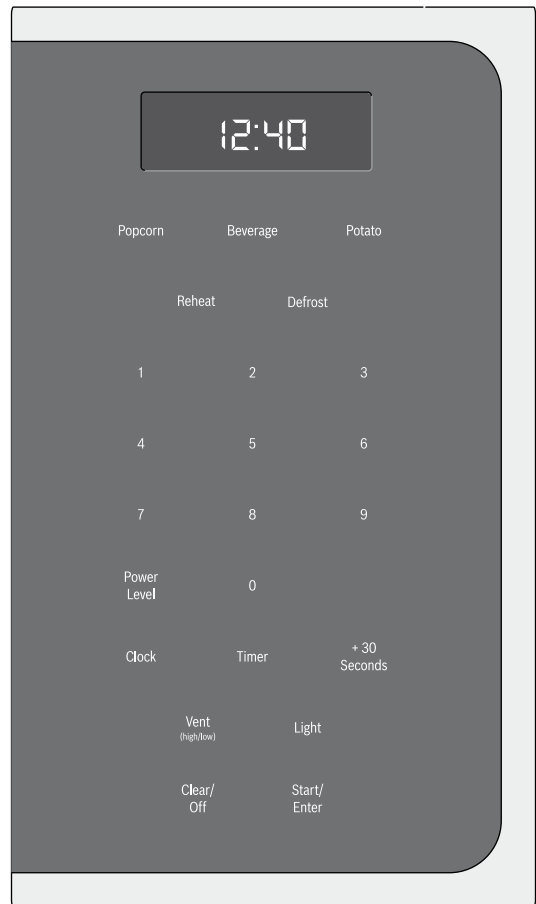 12:40
Popcorn Beverage Potato
Reheat Defrost
1 2 3
4 5 6
7 8 9
Power
Level 0
Clock Timer + 30
Seconds
Vent
(high/low) Light
Clear/
Off Start/
Enter